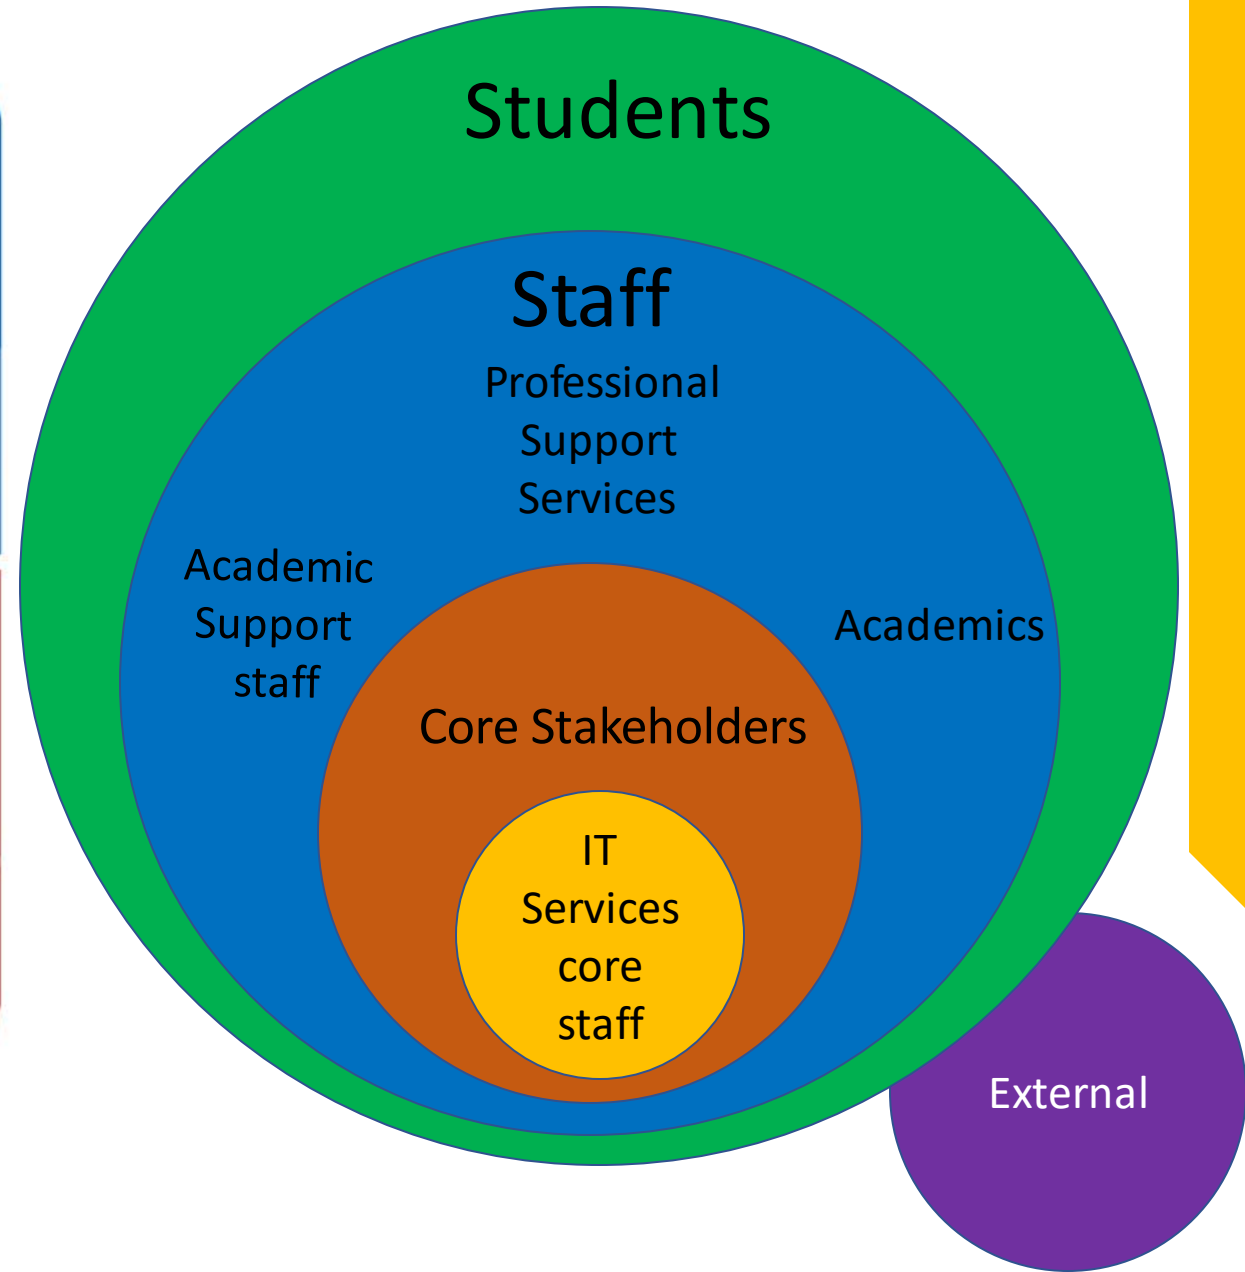 Students
Staff
Professional
Support
Services
Academic
Support
staff
Academics
Core Stakeholders
IT
Services
core
staff
External